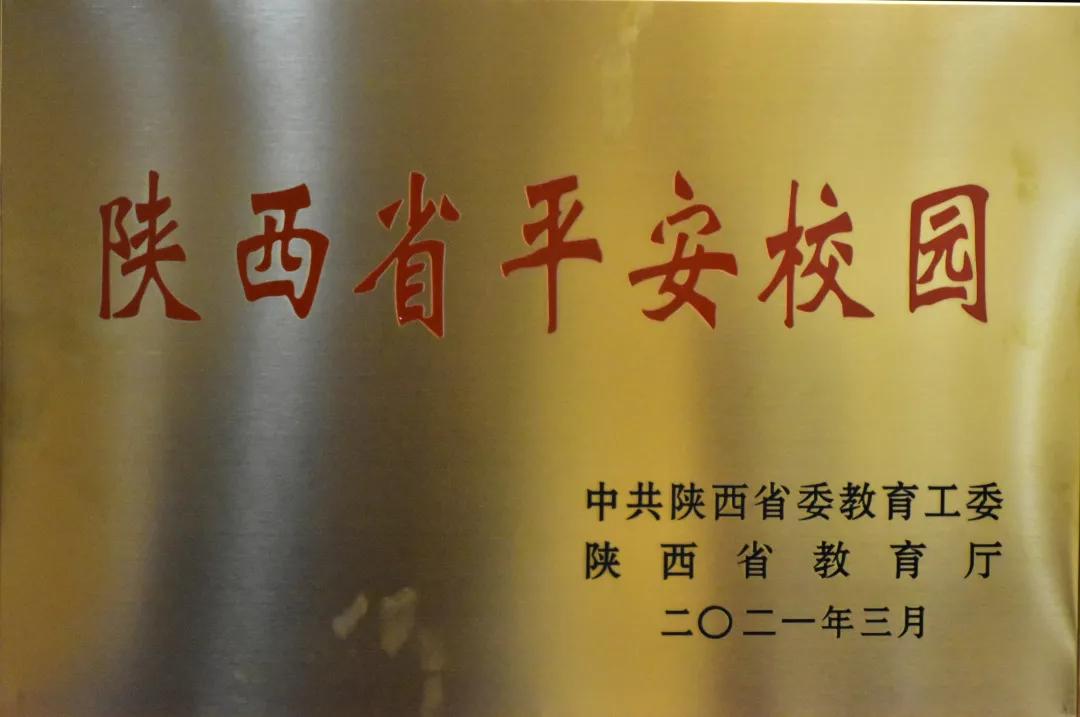 陕西省平安校园
中共陕西省委教育工委
陕西省教育厅
二〇二一年三月